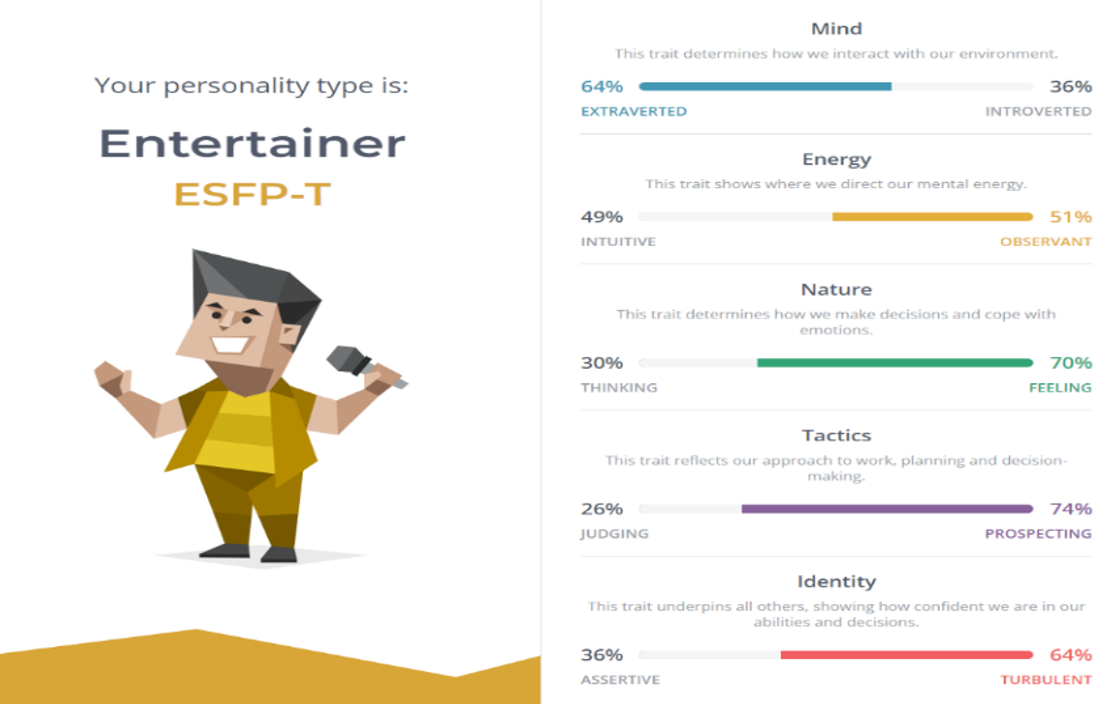 Your personality type is:
Entertainer
ESFP-T
Mind
This trait determines how we interact with our environment.
64% 36%
EXTRAVERTED INTROVERTED
Energy
This trait shows where we direct our mental energy.
49% 51%
INTUITIVE OBSERVANT
Nature
This trait determines how we make decisions and cope with
emotions.
30% 70%
THINKING FEELING
Tactics
This trait reflects our approach to work, planning and decision-
making.
26% 74%
JUDGING PROSPECTING
Identity
This trait underpins all others, showing how confident we are in our
abilities and decisions.
36% 64%
ASSERTIVE TURBULENT